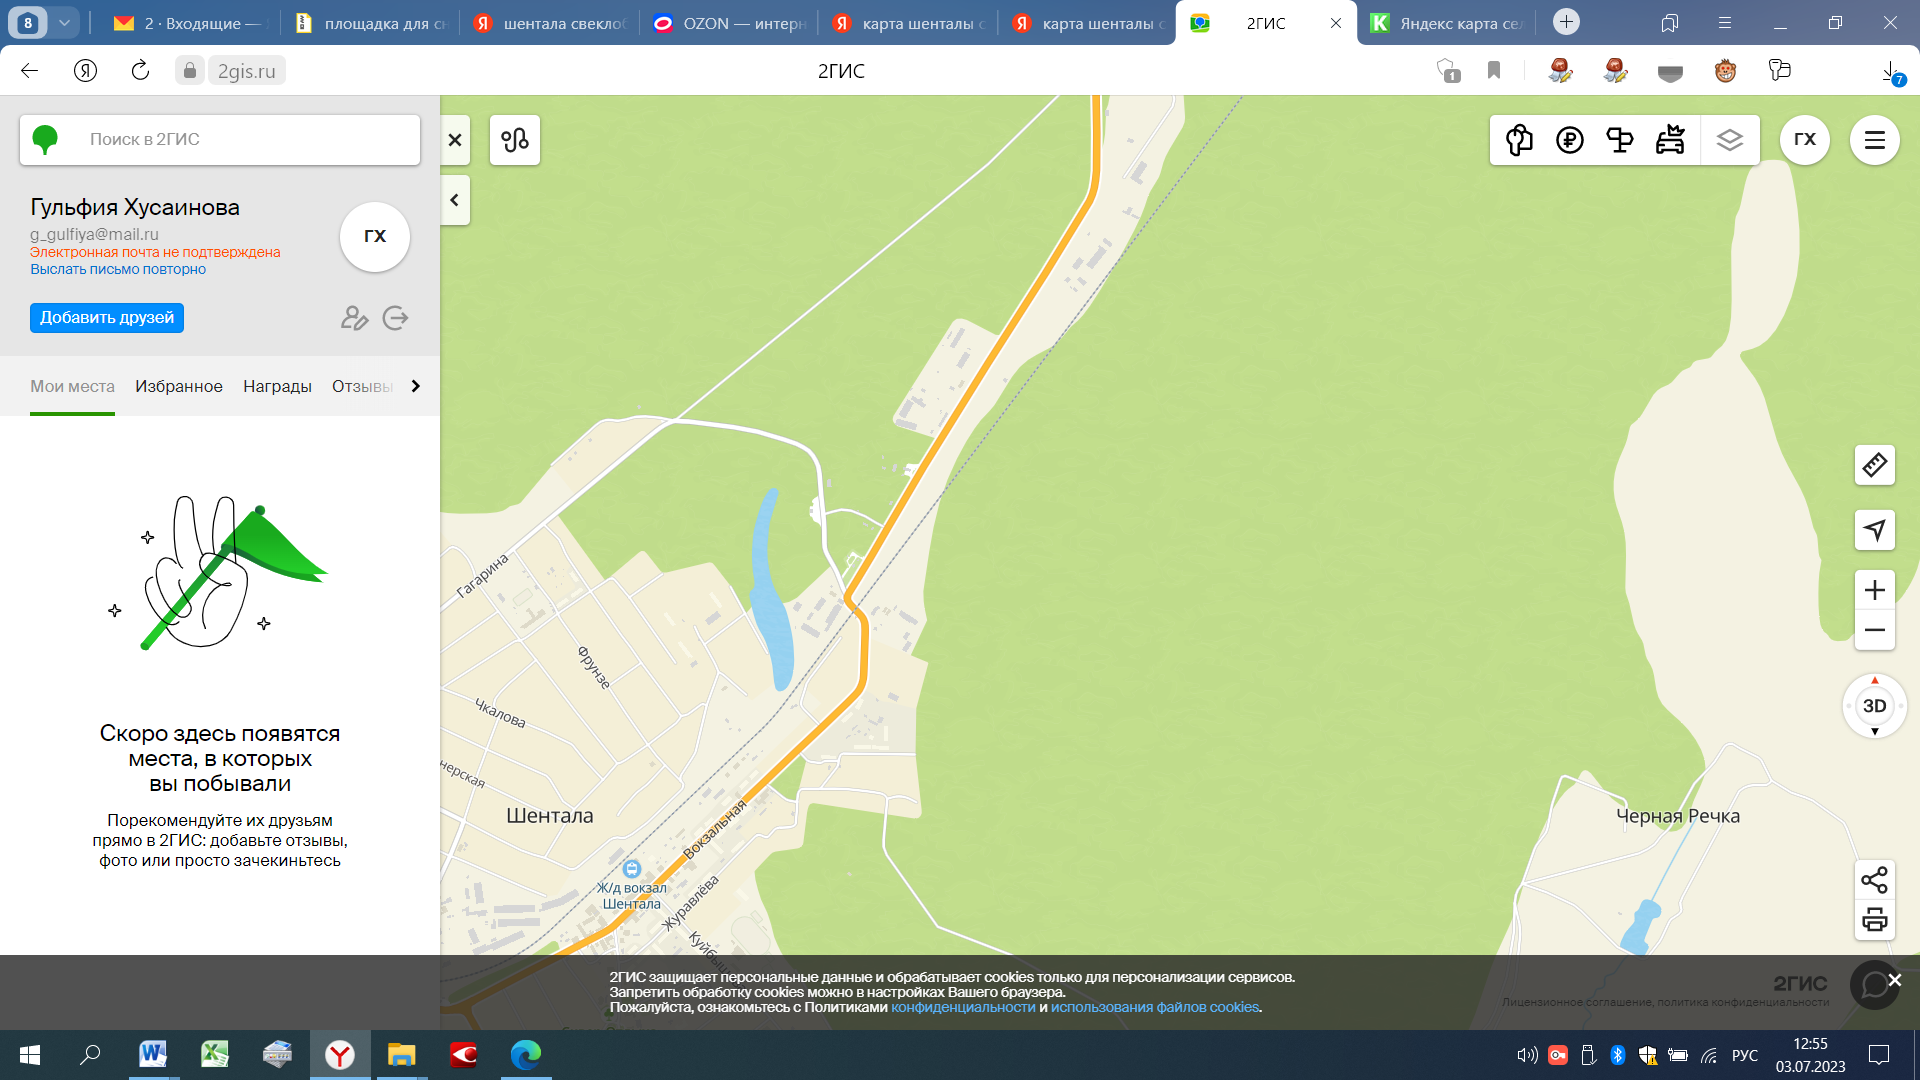 8
2 · Входящие —
площадка для сн
шентала свекло
OZON — интерн
карта шенталы с
карта шенталы с
2ГИС
Яндекс карта сел
2gis.ru
2ГИС
1
7
Поиск в 2ГИС
ГХ
Гульфия Хусаинова
g_gulfiya@mail.ru
Электронная почта не подтверждена
Выслать письмо повторно
ГХ
Добавить друзей
Мои места
Избранное
Награды
Отзывы
Скоро здесь появятся
места, в которых
вы побывали
Порекомендуйте их друзьям
прямо в 2ГИС: добавьте отзывы,
фото или просто зачекиньтесь
Гагарина
Фрунзе
Чкалова
нерская
Шентала
Вокзальная
Ж/д вокзал
Шентала
Журавлёва
Куйбыш
Черная Речка
3D
2ГИС защищает персональные данные и обрабатывает cookies только для персонализации сервисов.
Запретить обработку cookies можно в настройках Вашего браузера.
Пожалуйста, ознакомьтесь с Политиками конфиденциальности и использования файлов cookies.
2ГИС
Лицензионное соглашение, политика конфиденциальности
РУС
12:55
03.07.2023